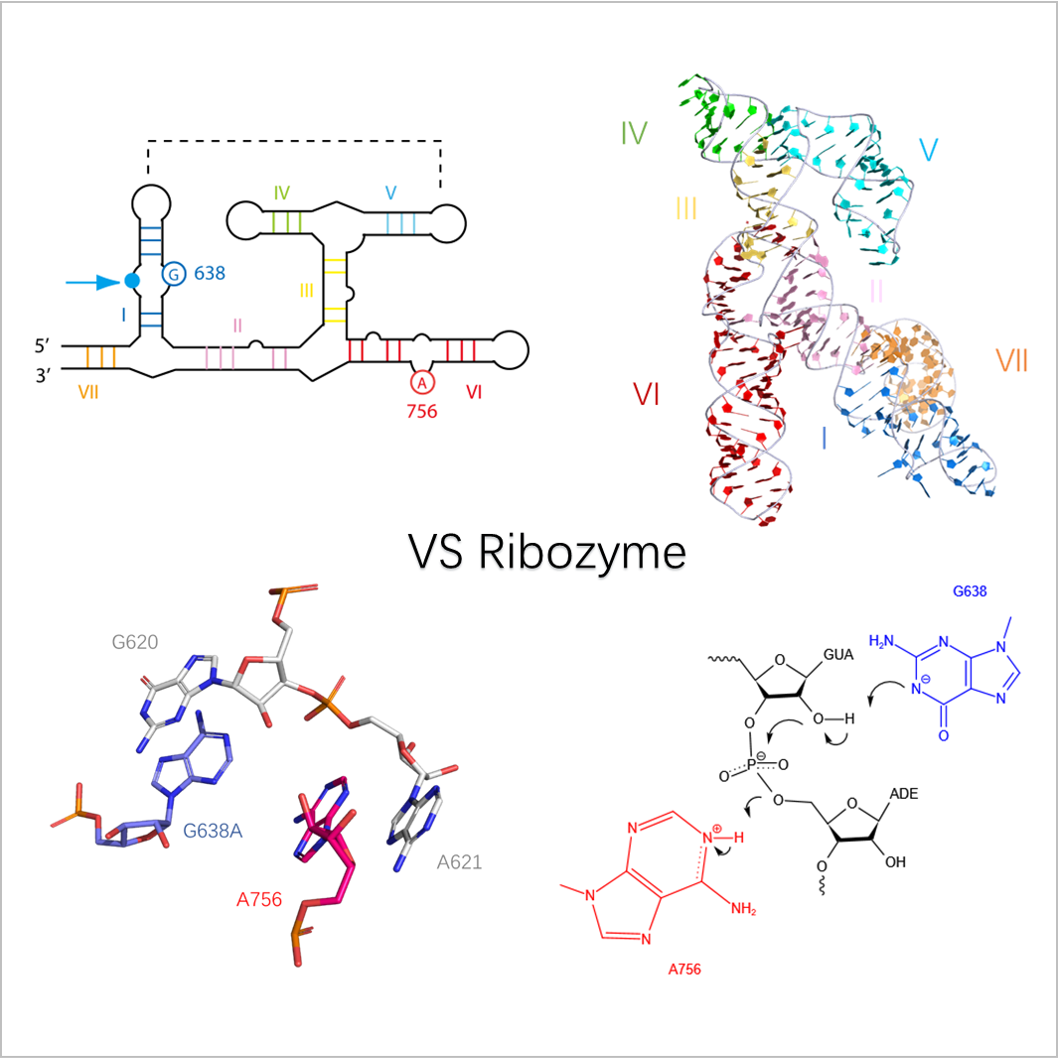 IV
V
G 638
III
I
II
5'
3'
VII
A
756
VI
IV
V
III
II
VII
VI
I
VS Ribozyme
G620
G638A
A756
A621
G638
H₂N
N
N
N⊖
N
O
GUA
O
O
O—H
O
P⊖
O
O
O
ADE
O
O
OH
N
N⊕—H
N
N
NH₂
A756